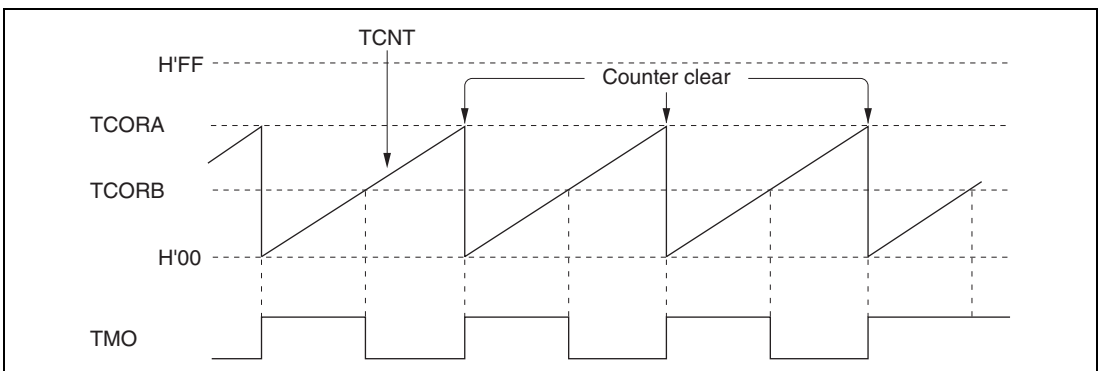 TCNT
H'FF
Counter clear
TCORA
TCORB
H'00
TMO